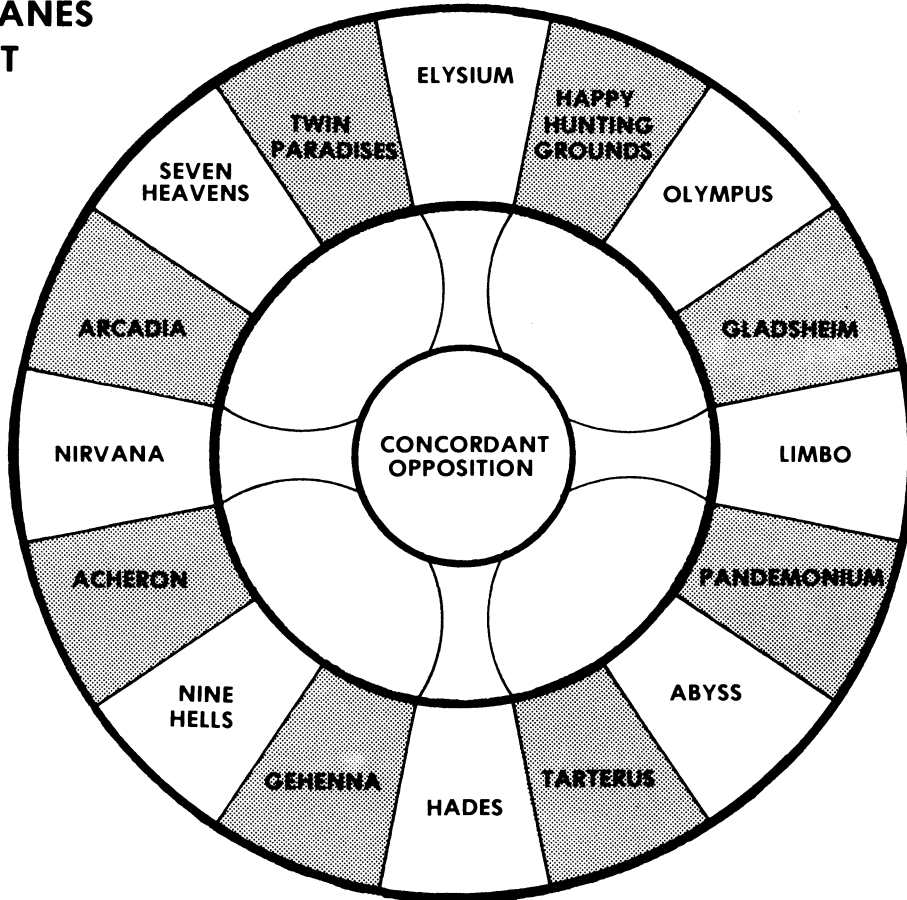 ANES
T
ELYSIUM
HAPPY
HUNTING
GROUNDS
TWIN
PARADISES
SEVEN
HEAVENS
OLYMPUS
ARCADIA
GLADSHEIM
NIRVANA
CONCORDANT
OPPOSITION
LIMBO
ACHERON
PANDEMONIUM
NINE
HELLS
ABYSS
GEHENNA
HADES
TARTERUS